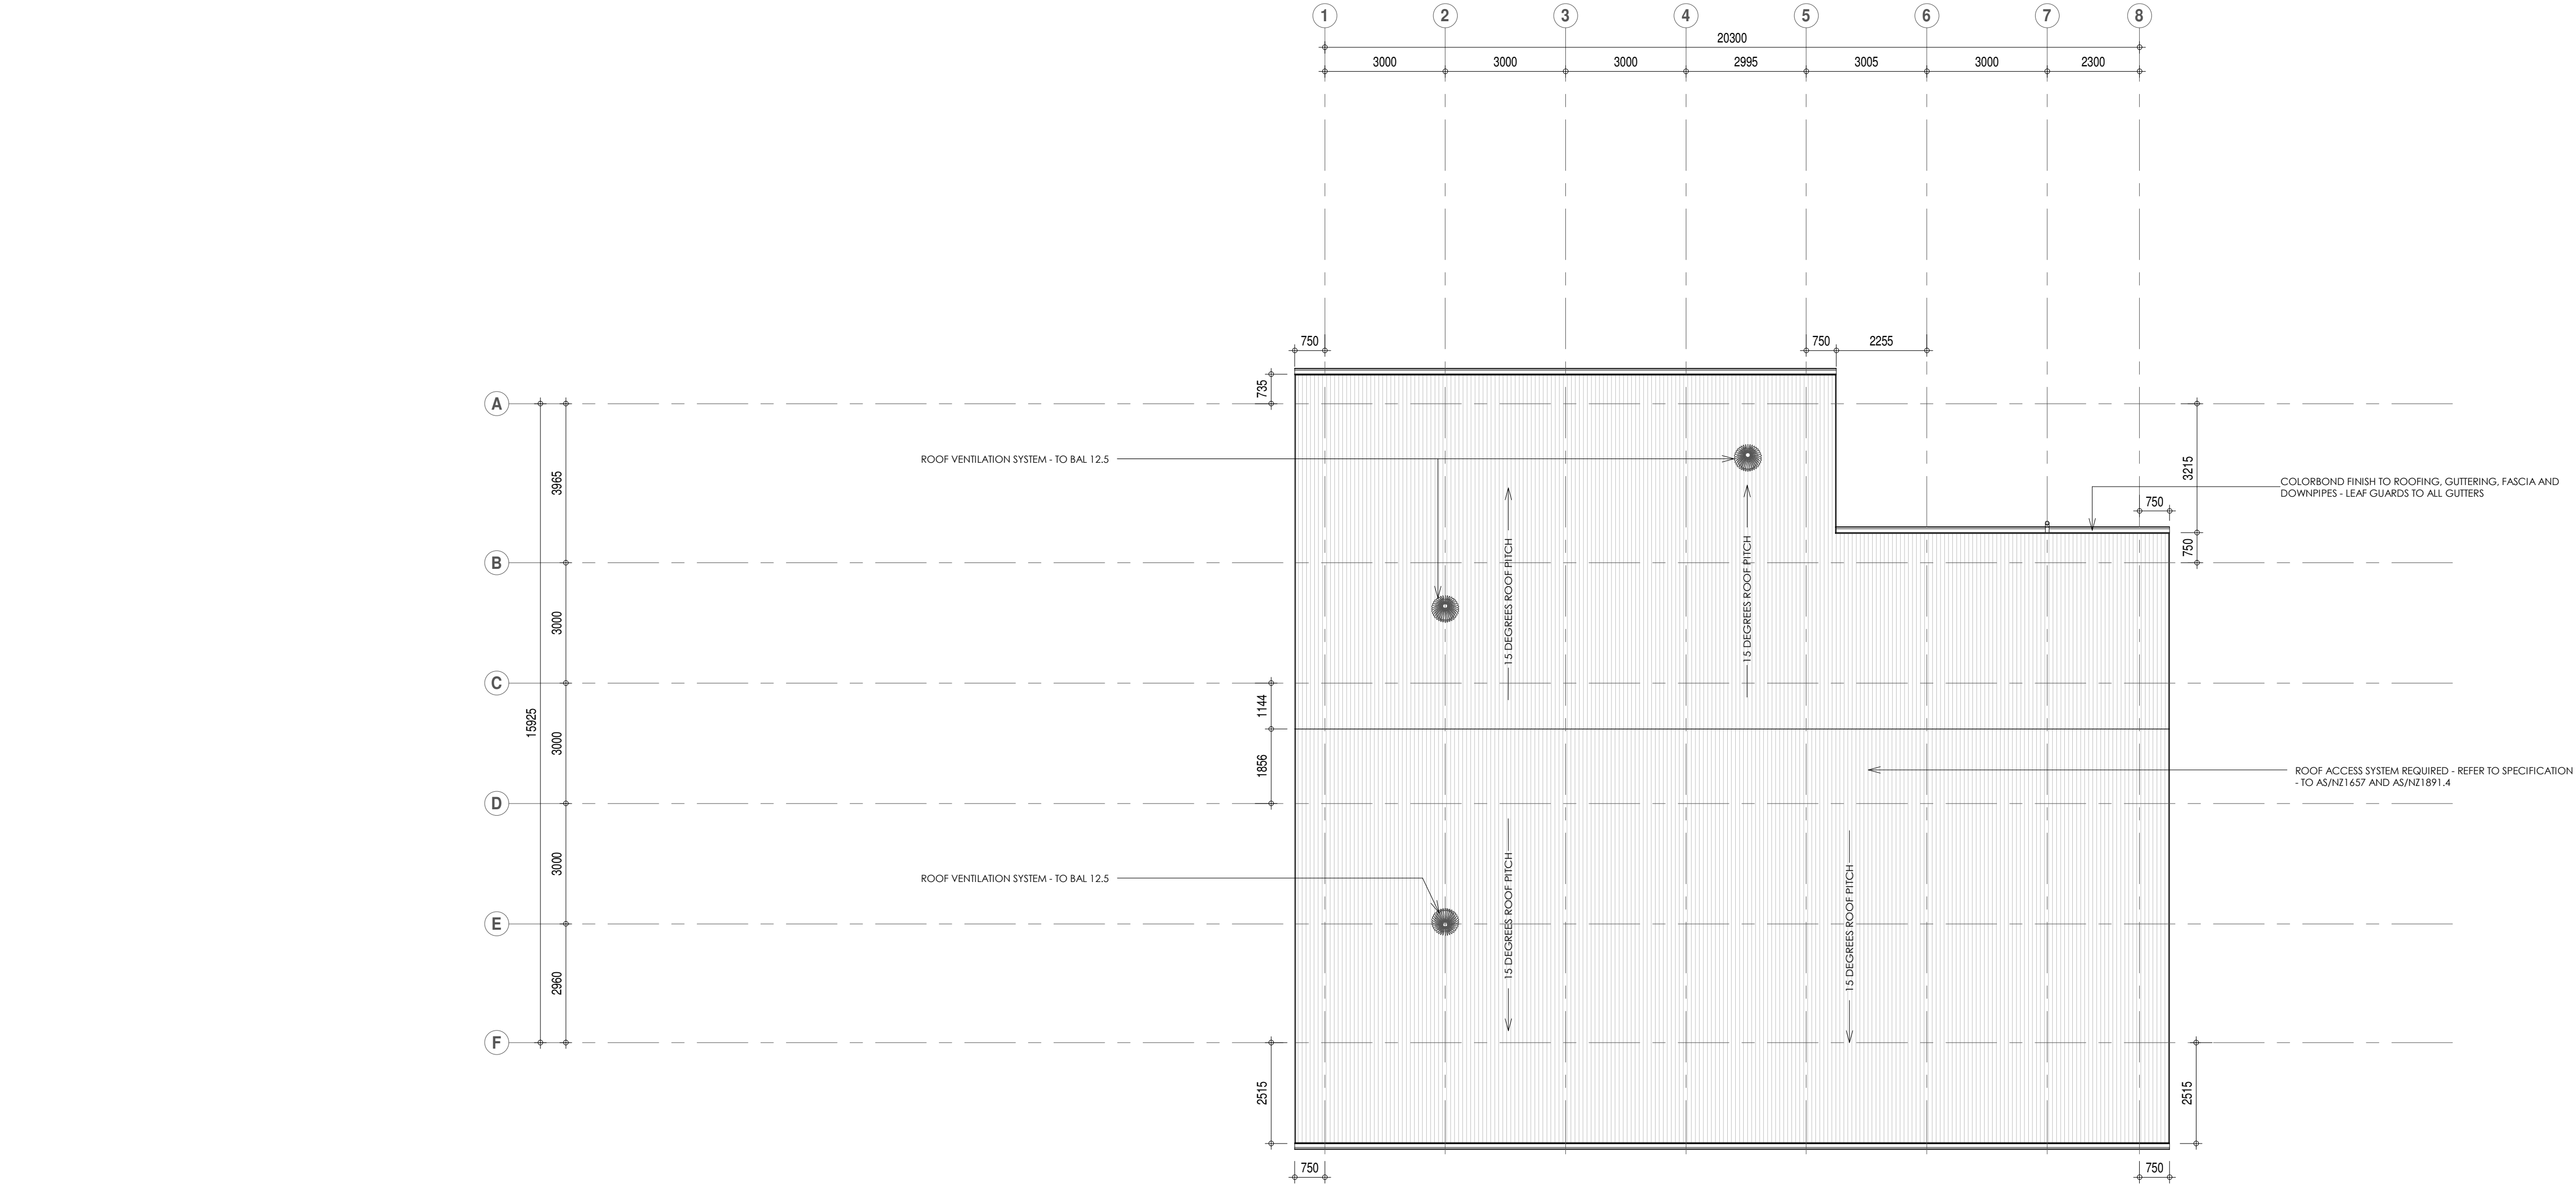 1 2 3 4 5 6 7 8
20300
3000 3000 3000 2995 3005 3000 2300
750 750 2255
735
A
3965
3215
ROOF VENTILATION SYSTEM - TO BAL 12.5
COLORBOND FINISH TO ROOFING, GUTTERING, FASCIA AND
DOWNPIPES - LEAF GUARDS TO ALL GUTTERS
750
750
B
15 DEGREES ROOF PITCH
15 DEGREES ROOF PITCH
3000
C
1144
15925
3000
1856
ROOF ACCESS SYSTEM REQUIRED - REFER TO SPECIFICATION
- TO AS/NZ1657 AND AS/NZ1891.4
D
3000
ROOF VENTILATION SYSTEM - TO BAL 12.5
15 DEGREES ROOF PITCH
15 DEGREES ROOF PITCH
E
2960
F
2515
2515
750 750